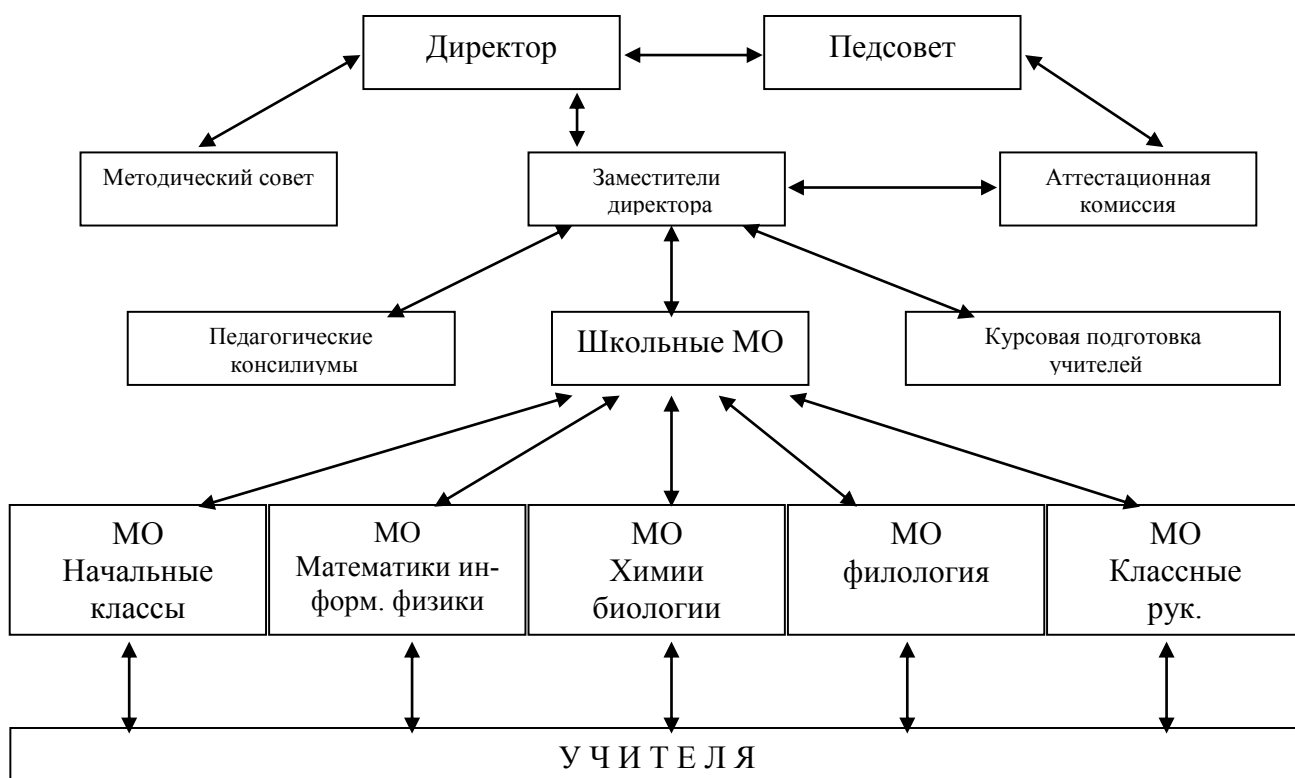 Директор
Педсовет
Методический совет
Заместители
директора
Аттестационная
комиссия
Педагогические
консилиумы
Школьные МО
Курсовая подготовка
учителей
МО
Начальные
классы
МО
Математики ин-
форм. физики
МО
Химии
биологии
МО
филология
МО
Классные
рук.
У Ч И Т Е Л Я